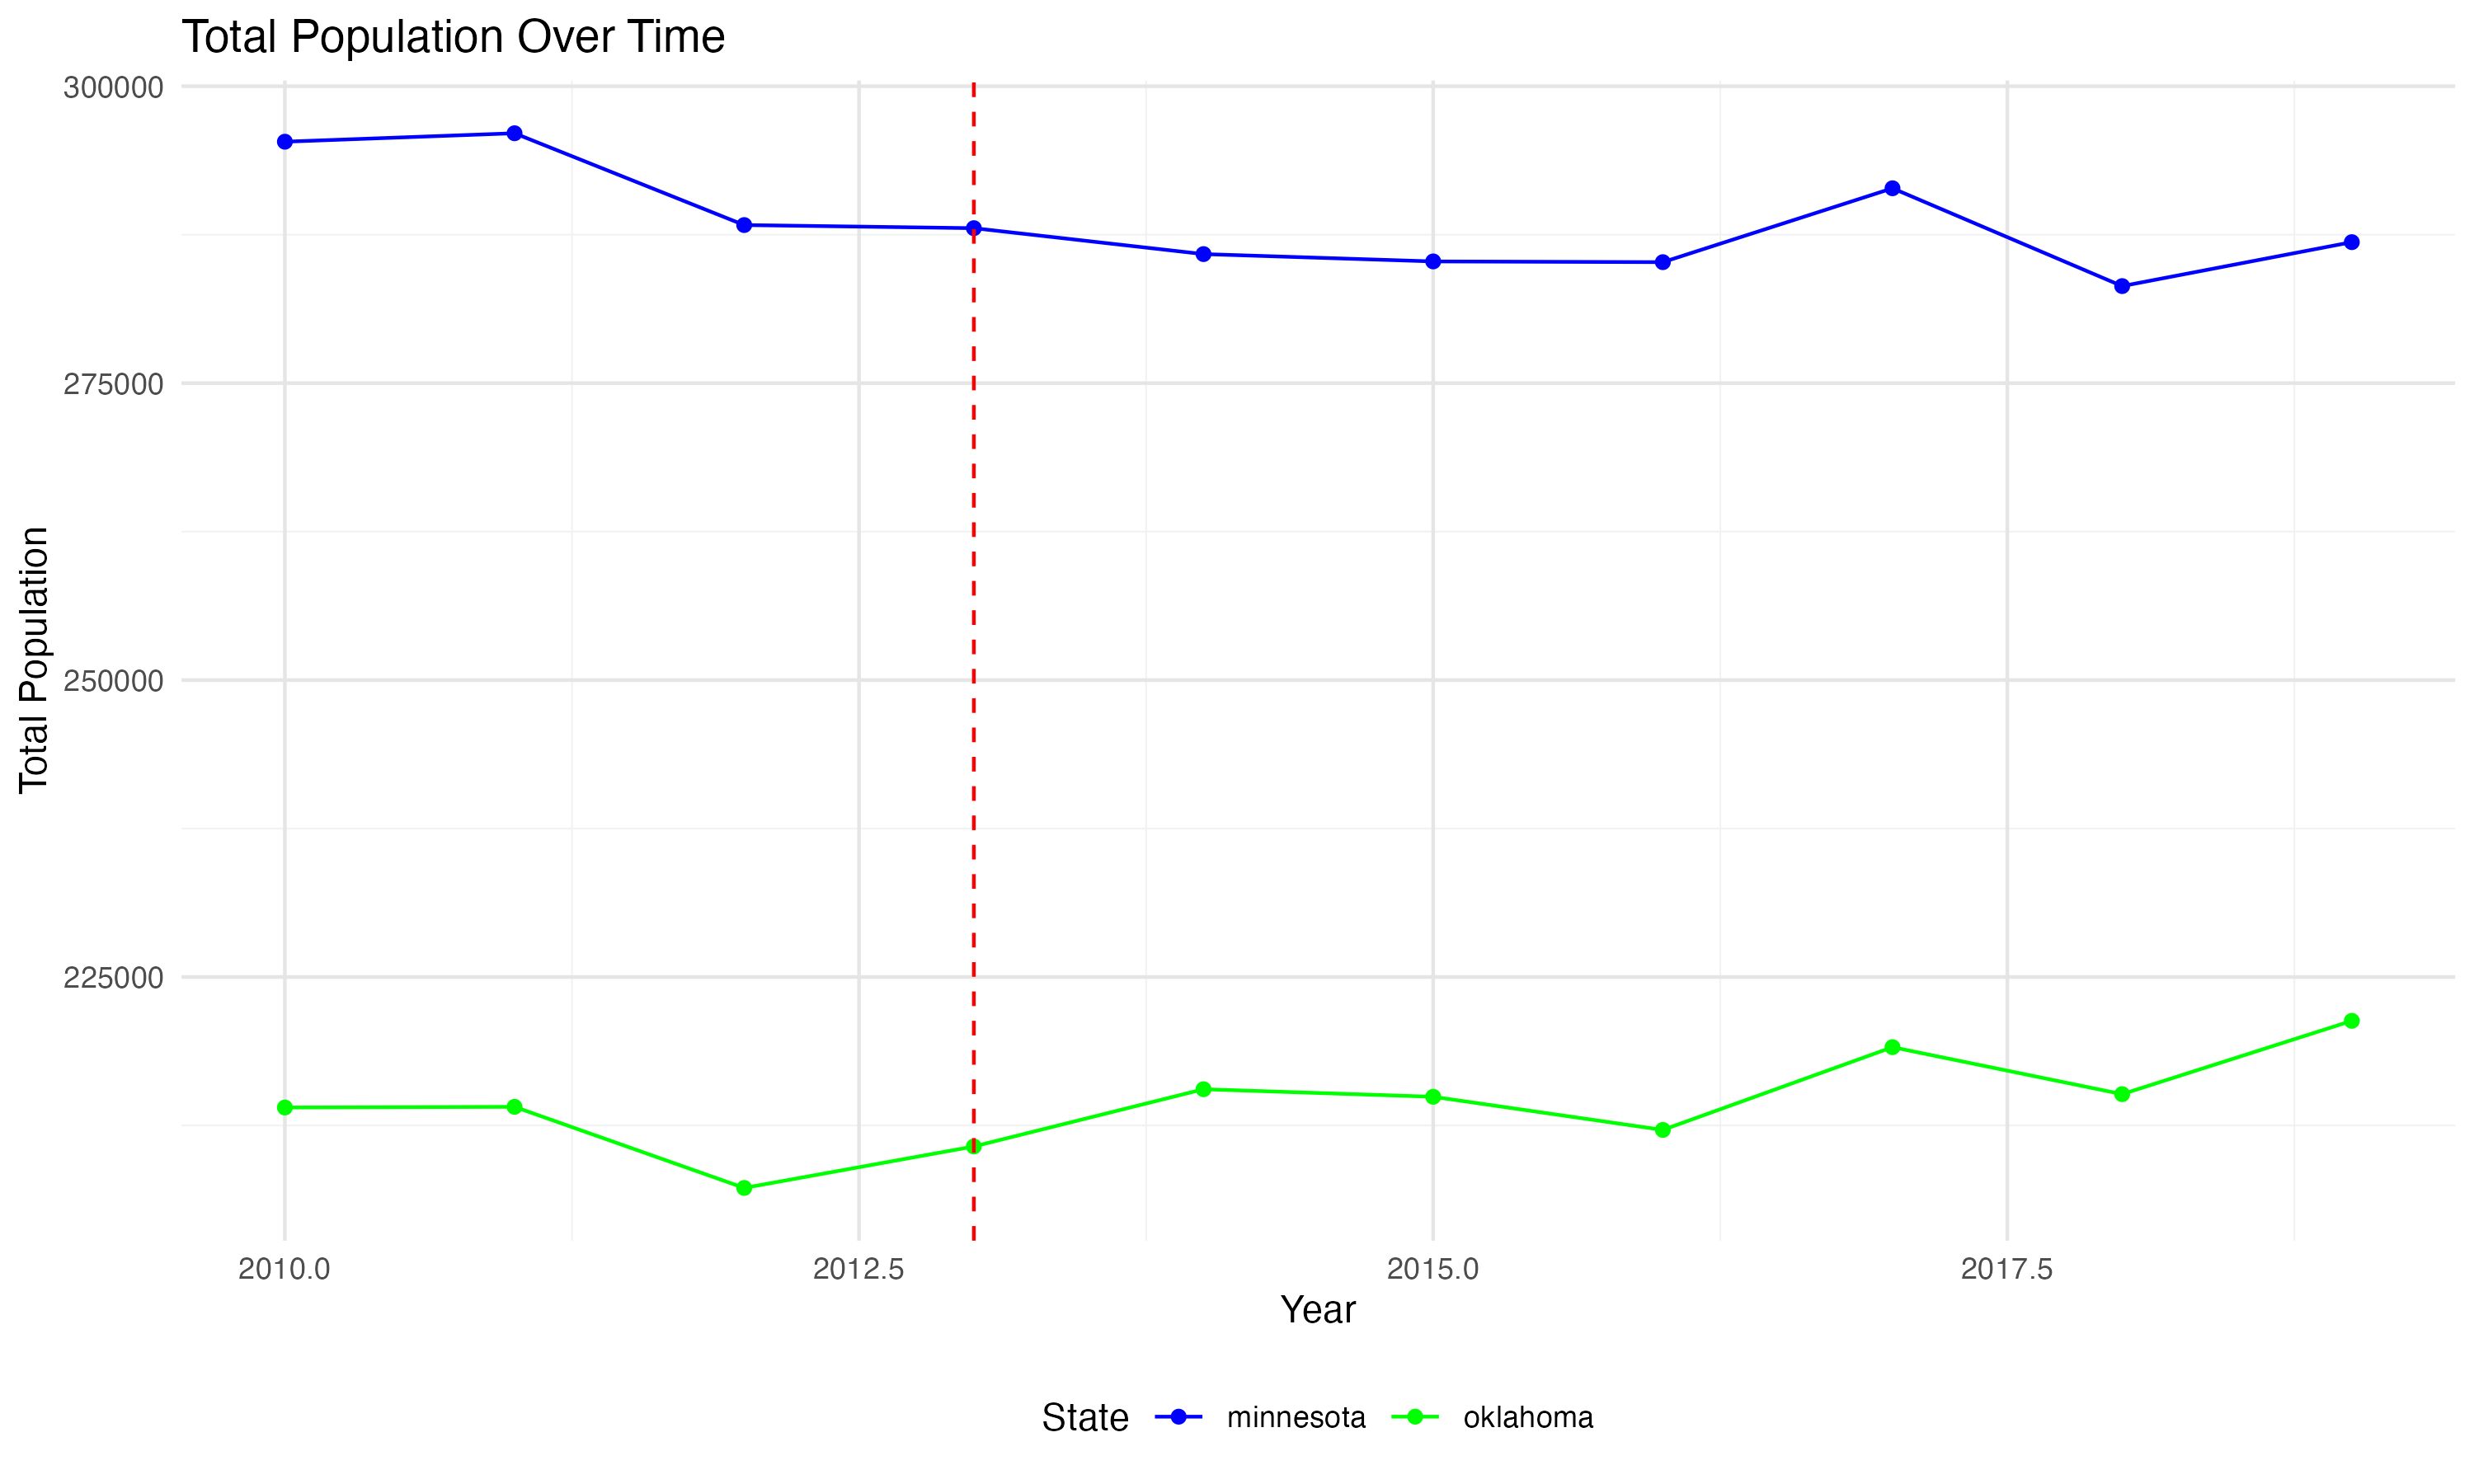 Total Population Over Time
300000
275000
250000
225000
Total Population
2010.0 2012.5 2015.0 2017.5
Year
State minnesota oklahoma